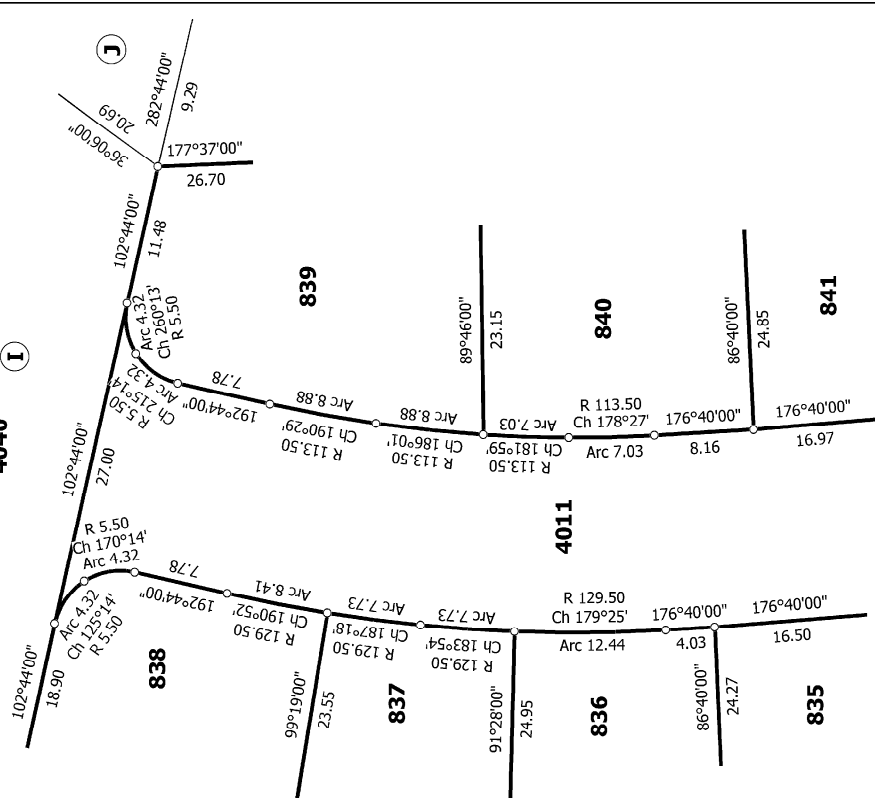 J
282°44'00"
9.29
20.69
36°06'00"
177°37'00"
26.70
102°44'00"
11.48
839
Arc 4.32
Ch 260°13'
R 5.50
Arc 4.32
Ch 215°14'
R 5.50
7.78
192°44'00"
Arc 8.88
Ch 190°29'
R 113.50
Arc 8.88
Ch 186°01'
R 113.50
89°46'00"
23.15
840
Arc 7.03
Ch 181°59'
R 113.50
R 113.50
Ch 178°27'
Arc 7.03
86°40'00"
24.85
841
176°40'00"
8.16
176°40'00"
16.97
I
102°44'00"
27.00
4011
R 5.50
Ch 170°14'
Arc 4.32
Arc 4.32
Ch 125°14'
R 5.50
102°44'00"
18.90
838
7.78
192°44'00"
Arc 8.41
Ch 190°52'
R 129.50
99°19'00"
23.55
Arc 7.73
Ch 187°18'
R 129.50
837
Arc 7.73
Ch 183°54'
R 129.50
91°28'00"
24.95
R 129.50
Ch 179°25'
Arc 12.44
836
176°40'00"
4.03
86°40'00"
24.27
176°40'00"
16.50
835